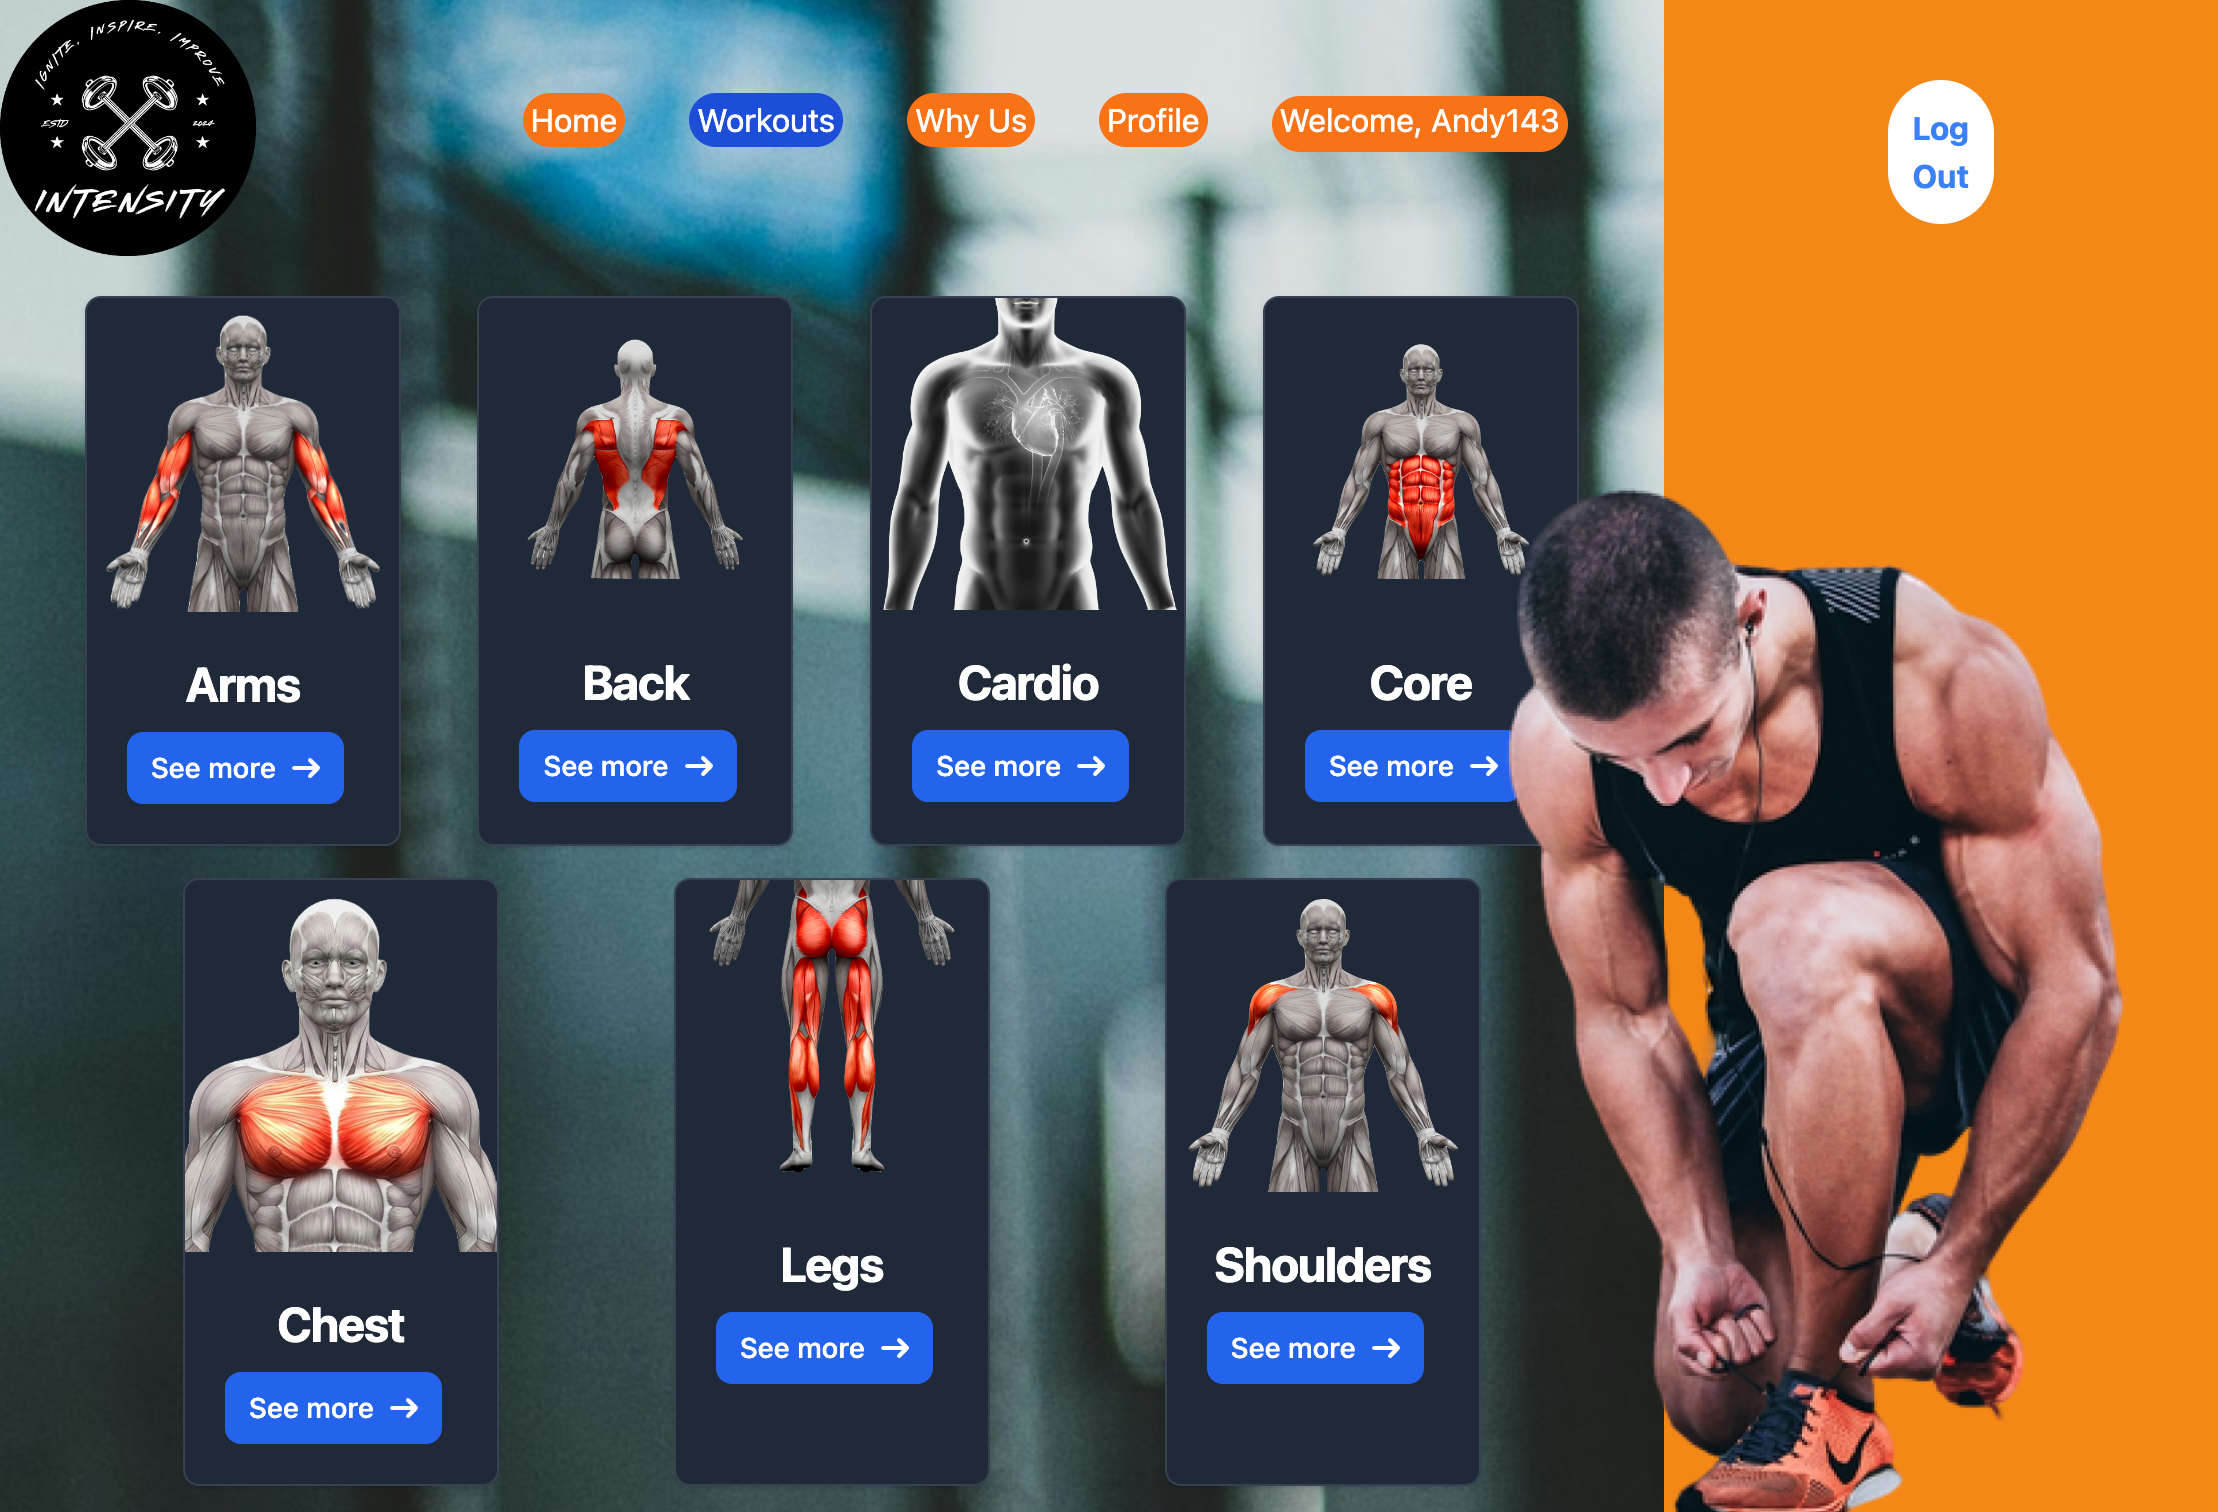 IGNITE. INSPIRE. IMPROVE
ESTD 2024
INTENSITY
Home
Workouts
Why Us
Profile
Welcome, Andy143
Log
Out
Arms
See more →
Back
See more →
Cardio
See more →
Core
See more →
Chest
See more →
Legs
See more →
Shoulders
See more →